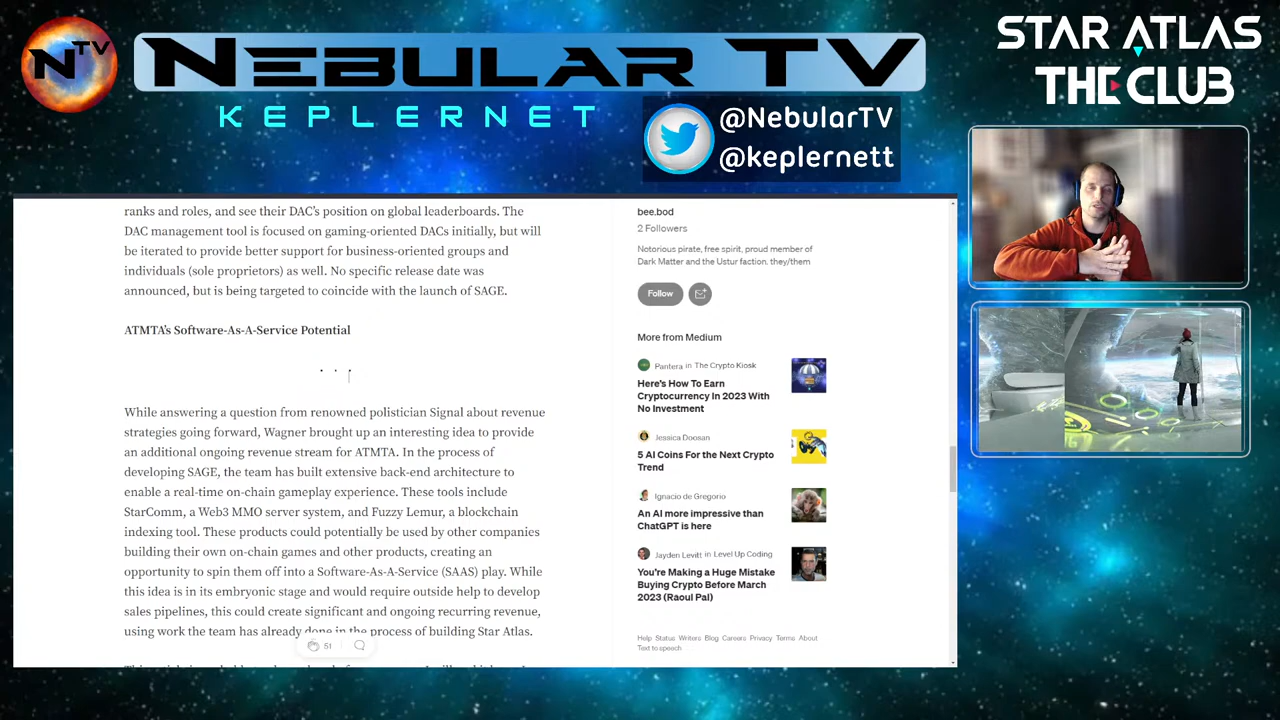 NTV
NEBULAR TV
KEPLERNET
@NebularTV
@keplernett
STAR ATLAS
THE CLUB
ranks and roles, and see their DAC's position on global leaderboards. The
DAC management tool is focused on gaming-oriented DACs initially, but will
be iterated to provide better support for business-oriented groups and
individuals (sole proprietors) as well. No specific release date was
announced, but is being targeted to coincide with the launch of SAGE.
ATMTA's Software-As-A-Service Potential
. . .
While answering a question from renowned polistician Signal about revenue
strategies going forward, Wagner brought up an interesting idea to provide
an additional ongoing revenue stream for ATMTA. In the process of
developing SAGE, the team has built extensive back-end architecture to
enable a real-time on-chain gameplay experience. These tools include
StarComm, a Web3 MMO server system, and Fuzzy Lemur, a blockchain
indexing tool. These products could potentially be used by other companies
building their own on-chain games and other products, creating an
opportunity to spin them off into a Software-As-A-Service (SAAS) play. While
this idea is in its embryonic stage and would require outside help to develop
sales pipelines, this could create significant and ongoing recurring revenue,
using work the team has already done in the process of building Star Atlas.
51
bee.bod
2 Followers
Notorious pirate, free spirit, proud member of
Dark Matter and the Ustur faction. they/them
Follow
More from Medium
Pantera in The Crypto Kiosk
Here's How To Earn
Cryptocurrency In 2023 With
No Investment
Jessica Doosan
5 AI Coins For the Next Crypto
Trend
Ignacio de Gregorio
An AI more impressive than
ChatGPT is here
Jayden Levitt in Level Up Coding
You're Making a Huge Mistake
Buying Crypto Before March
2023 (Raoul Pal)
Help Status Writers Blog Careers Privacy Terms About
Text to speech